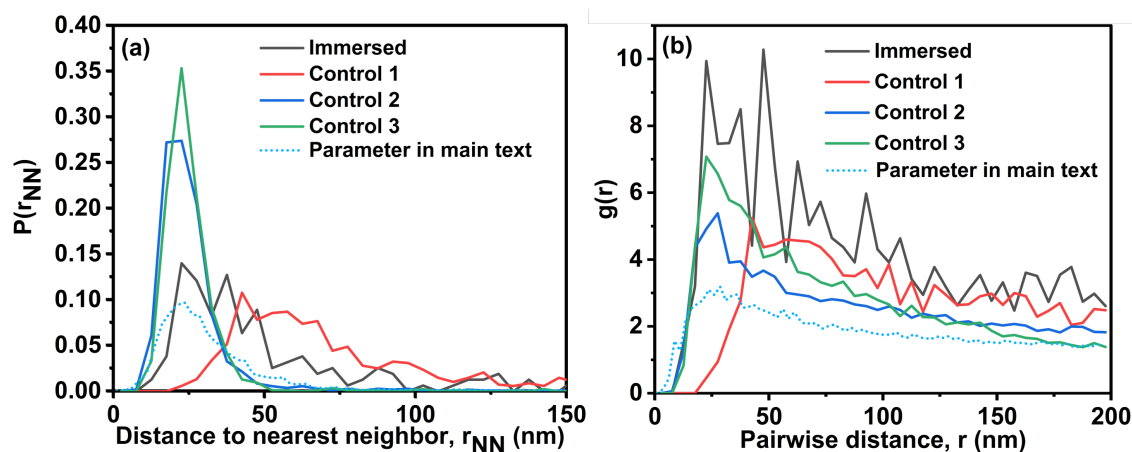 (a)
P(rNN)
0.40
0.35
0.30
0.25
0.20
0.15
0.10
0.05
0.00
Immersed
Control 1
Control 2
Control 3
Parameter in main text
0
50
100
150
Distance to nearest neighbor, rNN (nm)
(b)
g(r)
10
8
6
4
2
0
Immersed
Control 1
Control 2
Control 3
Parameter in main text
0
50
100
150
200
Pairwise distance, r (nm)